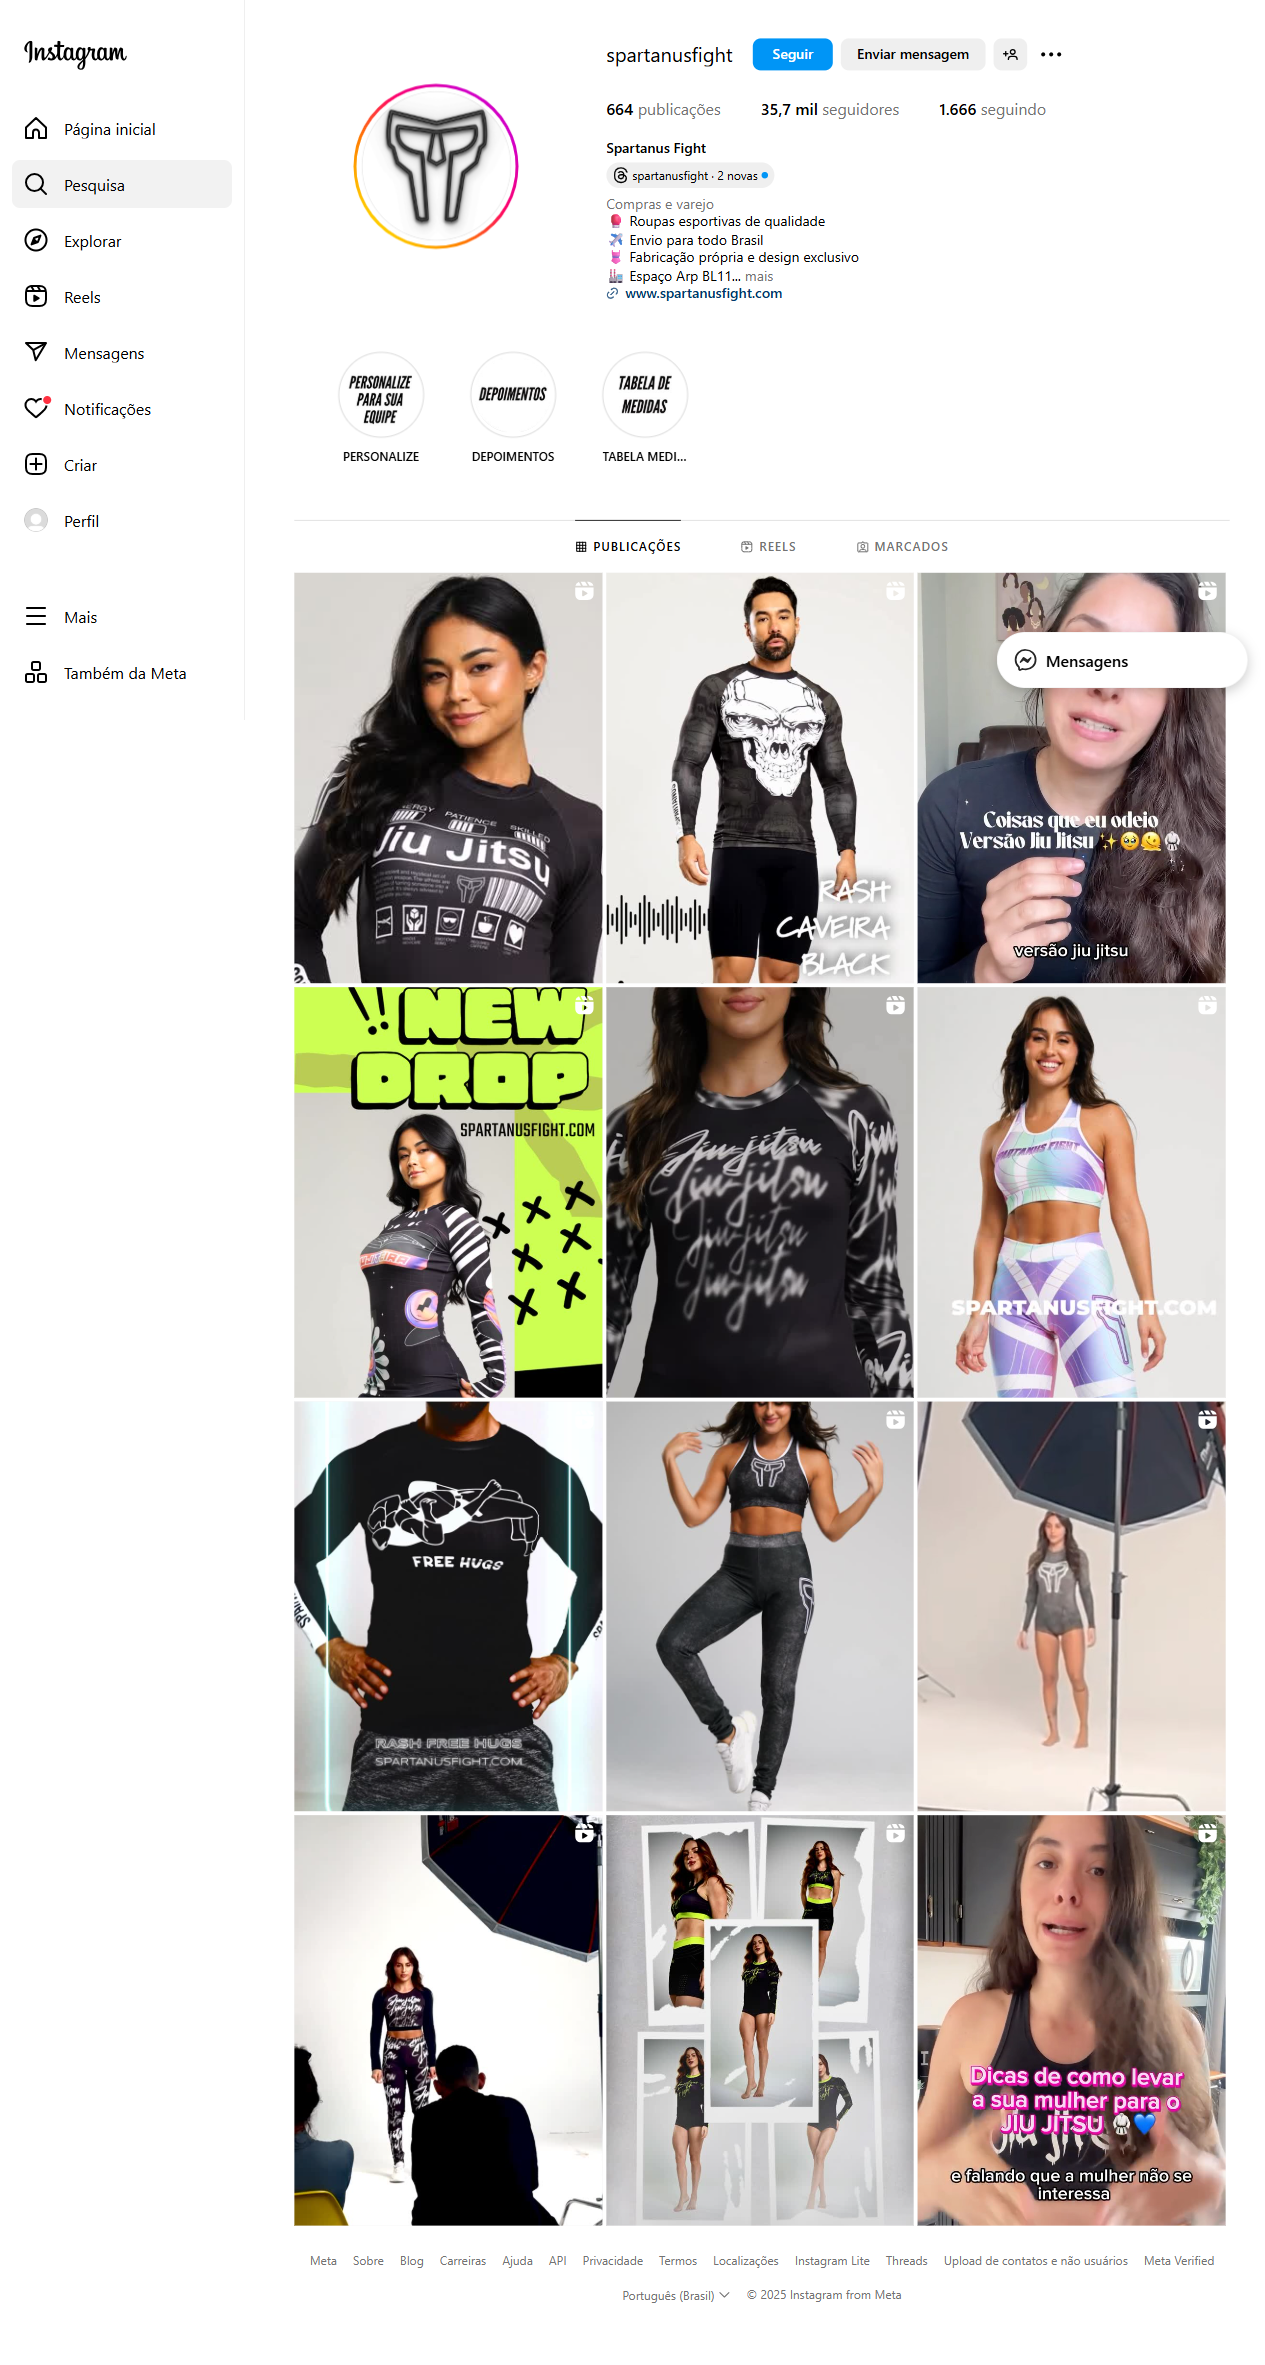 Instagram
Página inicial
Pesquisa
Explorar
Reels
Mensagens
Notificações
Criar
Perfil
Mais
Também da Meta
spartanusfight
Seguir
Enviar mensagem
664 publicações
35,7 mil seguidores
1.666 seguindo
Spartanus Fight
spartanusfight · 2 novas
Compras e varejo
🥊 Roupas esportivas de qualidade
✈️ Envio para todo Brasil
🩱 Fabricação própria e design exclusivo
🏭 Espaço Arp BL11... mais
www.spartanusfight.com
PERSONALIZE
PARA SUA
EQUIPE
PERSONALIZE
DEPOIMENTOS
DEPOIMENTOS
TABELA DE
MEDIDAS
TABELA MEDI...
PUBLICAÇÕES
REELS
MARCADOS
PATIENCE
SKILLED
Jiu Jitsu
RASH
CAVEIRA
BLACK
Mensagens
Coisas que eu odeio
Versão Jiu Jitsu ✨🥹🫠🥋
versão jiu jitsu
!! NEW
DROP
SPARTANUSFIGHT.COM
Jiu-jitsu
Jiu-jitsu
Jiu-jitsu
Jiu-jitsu
SPARTANUS FIGHT
SPARTANUSFIGHT.COM
FREE HUGS
RASH FREE HUGS
SPARTANUSFIGHT.COM
Jiu-jitsu
Dicas de como levar
a sua mulher para o
JIU JITSU 🥋💙
e falando que a mulher não se
interessa
Meta
Sobre
Blog
Carreiras
Ajuda
API
Privacidade
Termos
Localizações
Instagram Lite
Threads
Upload de contatos e não usuários
Meta Verified
Português (Brasil)
© 2025 Instagram from Meta